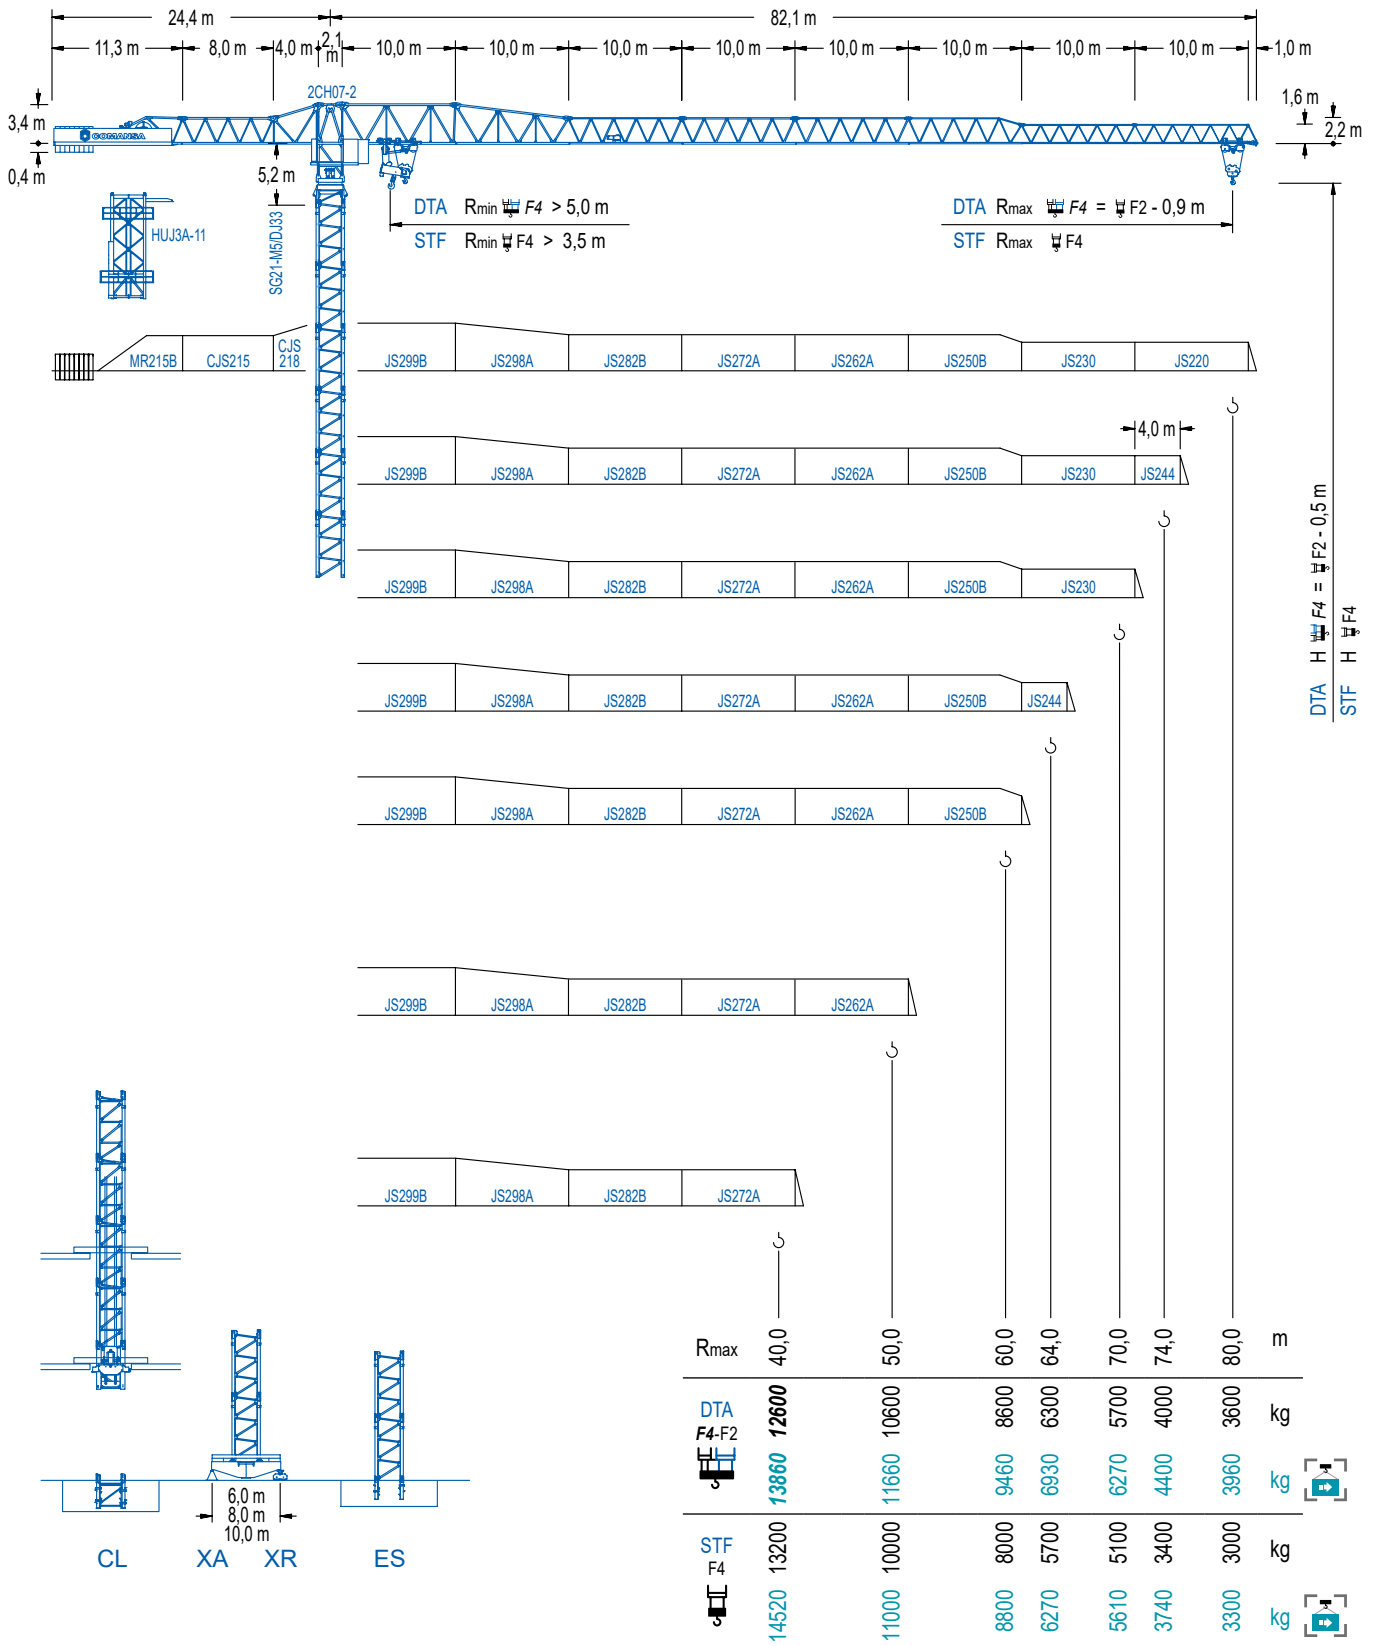 24,4 m 82,1 m
11,3 m 8,0 m 4,0 m 2,1 m 10,0 m 10,0 m 10,0 m 10,0 m 10,0 m 10,0 m 10,0 m 10,0 m 1,0 m
2CH07-2
3,4 m
COMANSA
1,6 m
2,2 m
0,4 m
5,2 m
HUJ3A-11
SG21-M5/DJ33
DTA Rmin F4 > 5,0 m
STF Rmin F4 > 3,5 m
DTA Rmax F4 = F2 - 0,9 m
STF Rmax F4
MR215B CJS215 CJS 218 JS299B JS298A JS282B JS272A JS262A JS250B JS230 JS220
4,0 m
JS299B JS298A JS282B JS272A JS262A JS250B JS230 JS244
JS299B JS298A JS282B JS272A JS262A JS250B JS230
DTA H F4 = F2 - 0,5 m
STF H F4
JS299B JS298A JS282B JS272A JS262A JS250B JS244
JS299B JS298A JS282B JS272A JS262A JS250B
JS299B JS298A JS282B JS272A JS262A
JS299B JS298A JS282B JS272A
Rmax 40,0 50,0 60,0 64,0 70,0 74,0 80,0 m
DTA
F4-F2
12600 10600 8600 6300 5700 4000 3600 kg
13860 11660 9460 6930 6270 4400 3960 kg
STF
F4
13200 10000 8000 5700 5100 3400 3000 kg
14520 11000 8800 6270 5610 3740 3300 kg
6,0 m
8,0 m
10,0 m
CL XA XR ES